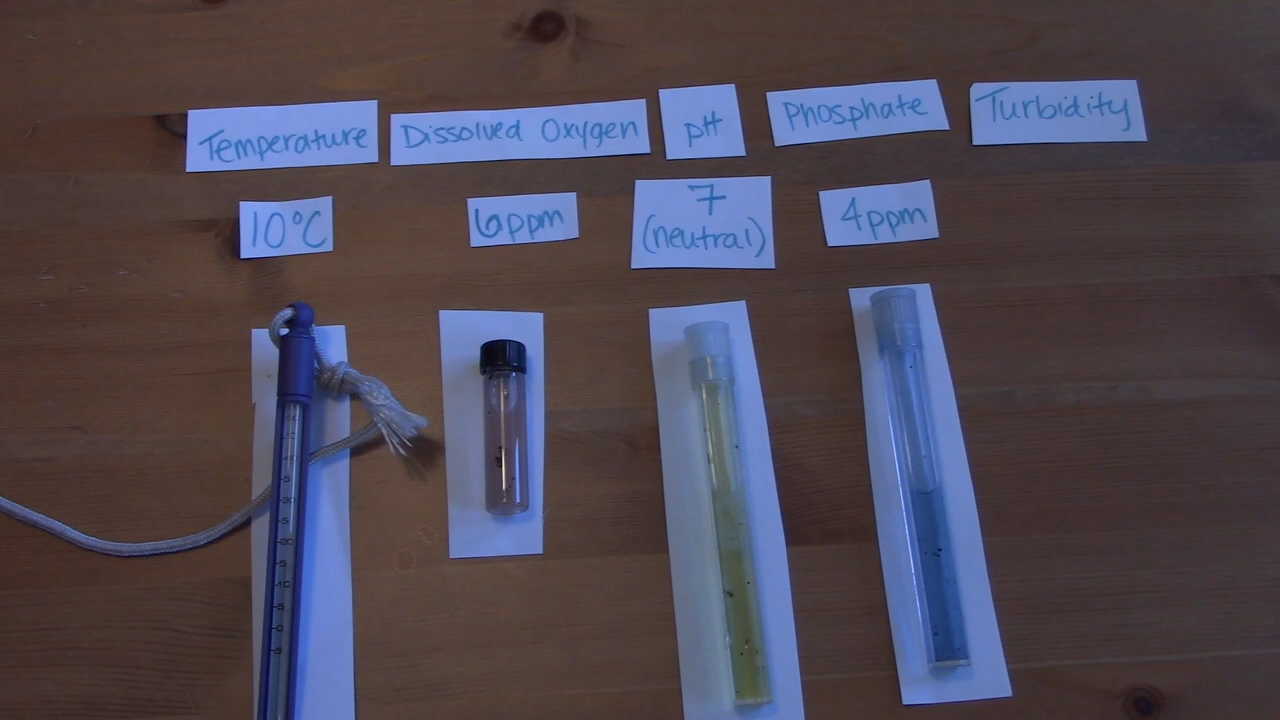 Temperature
Dissolved Oxygen
pH
Phosphate
Turbidity
10°C
6ppm
7
(neutral)
4ppm